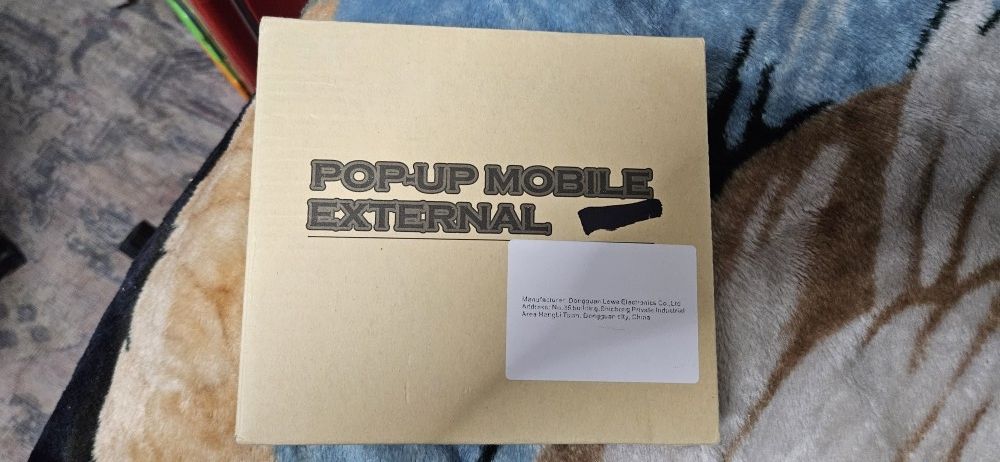 POP-UP MOBILE
EXTERNAL
Manufacturer: Dongguan Lewa Electronics Co.,Ltd
Address: No.36 building, Shicheng Private Industrial
Area HengLi Town, Dongguan city, China